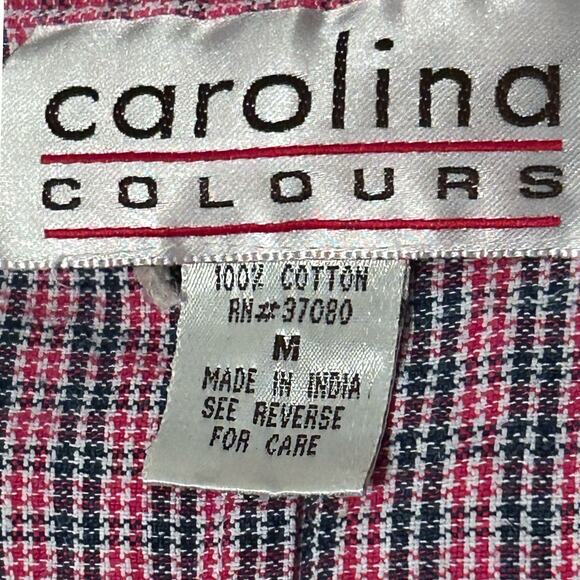 carolina
COLOURS
100% COTTON
RN#37080
M
MADE IN INDIA
SEE REVERSE
FOR CARE